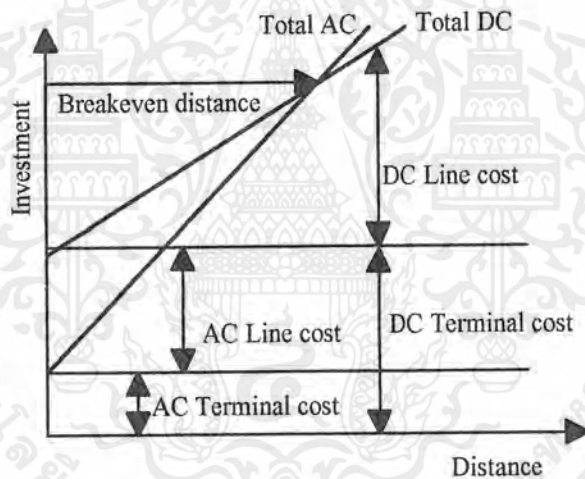 Total AC
Total DC
Breakeven distance
Investment
DC Line cost
AC Line cost
DC Terminal cost
AC Terminal cost
Distance